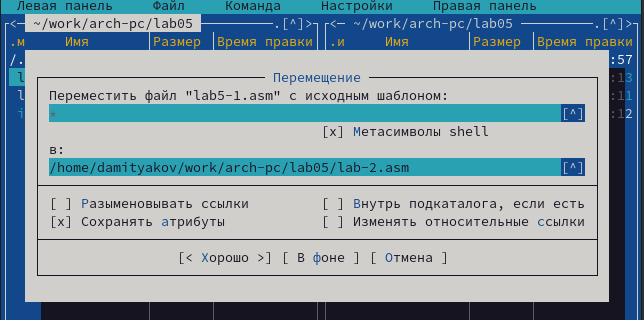 Левая панель Файл Команда Настройки Правая панель
<─ ~/work/arch-pc/lab05 ─.[^]> <─ ~/work/arch-pc/lab05 ─.[^]>
.м Имя Размер Время правки .и Имя Размер Время правки
/. :57
Перемещение
l :13
Переместить файл "lab5-1.asm" с исходным шаблоном:
l :11
* [^] :12
[x] Метасимволы shell
в:
/home/damityakov/work/arch-pc/lab05/lab-2.asm [^]
[ ] Разыменовывать ссылки [ ] Внутрь подкаталога, если есть
[x] Сохранять атрибуты [ ] Изменять относительные ссылки
[< Хорошо >] [ В фоне ] [ Отмена ]